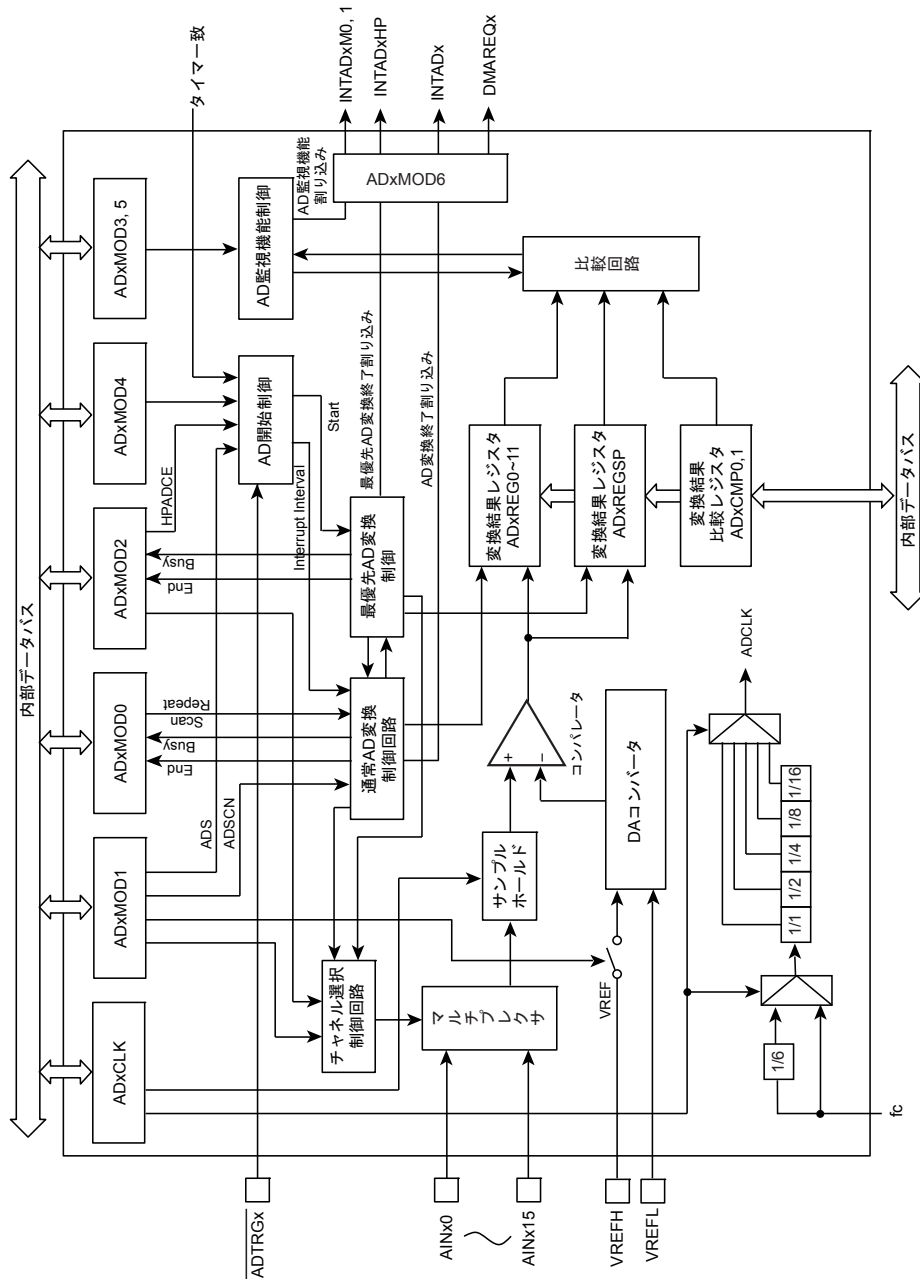 内部データバス
ADxCLK
ADxMOD1
ADxMOD0
ADxMOD2
ADxMOD4
ADxMOD3, 5
タイマー致
ADS
ADSCN
End
Busy
Scan
Repeat
End
Busy
HPADCE
ADTRGx
AD開始制御
AD監視機能制御
AD監視機能
割り込み
INTADxM0, 1
INTADxHP
INTADx
DMAREQx
ADxMOD6
Interrupt Interval
Start
チャネル選択
制御回路
通常AD変換
制御回路
最優先AD変換
制御
最優先AD変換終了割り込み
AD変換終了割り込み
AINx0
AINx15
マルチプレクサ
サンプル
ホールド
+
−
コンパレータ
変換結果レジスタ
ADxREG0~11
変換結果レジスタ
ADxREGSP
変換結果
比較レジスタ
ADxCMP0,1
比較回路
VREFH
VREFL
VREF
DAコンバータ
fc
1/6
1/1
1/2
1/4
1/8
1/16
ADCLK
内部データバス